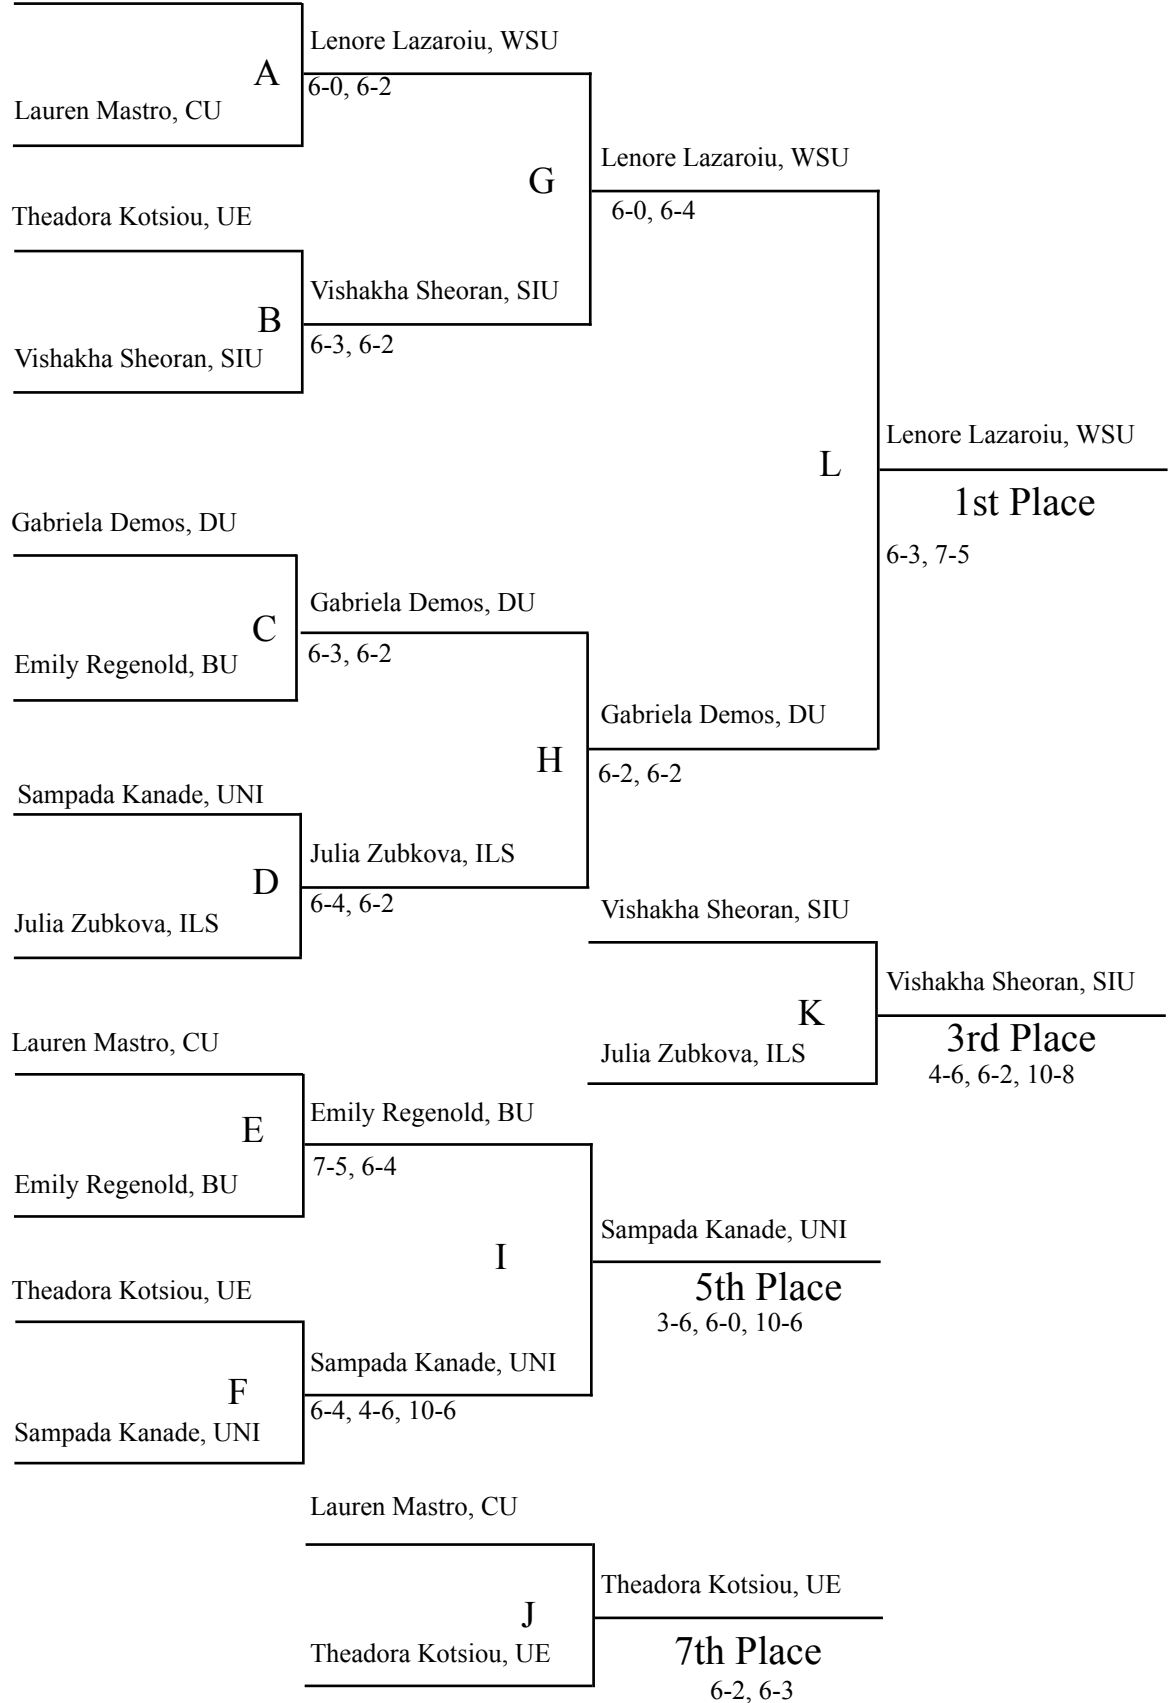 Lenore Lazaroiu, WSU
A
6-0, 6-2
Lauren Mastro, CU
Lenore Lazaroiu, WSU
G
6-0, 6-4
Theadora Kotsiou, UE
Vishakha Sheoran, SIU
B
6-3, 6-2
Vishakha Sheoran, SIU
Lenore Lazaroiu, WSU
L
1st Place
6-3, 7-5
Gabriela Demos, DU
Gabriela Demos, DU
C
6-3, 6-2
Emily Regenold, BU
Gabriela Demos, DU
H
6-2, 6-2
Sampada Kanade, UNI
Julia Zubkova, ILS
D
6-4, 6-2
Julia Zubkova, ILS
Vishakha Sheoran, SIU
Vishakha Sheoran, SIU
K
3rd Place
Julia Zubkova, ILS
4-6, 6-2, 10-8
Lauren Mastro, CU
Emily Regenold, BU
E
7-5, 6-4
Emily Regenold, BU
Sampada Kanade, UNI
I
5th Place
3-6, 6-0, 10-6
Theadora Kotsiou, UE
Sampada Kanade, UNI
F
6-4, 4-6, 10-6
Sampada Kanade, UNI
Lauren Mastro, CU
Theadora Kotsiou, UE
J
Theadora Kotsiou, UE
7th Place
6-2, 6-3